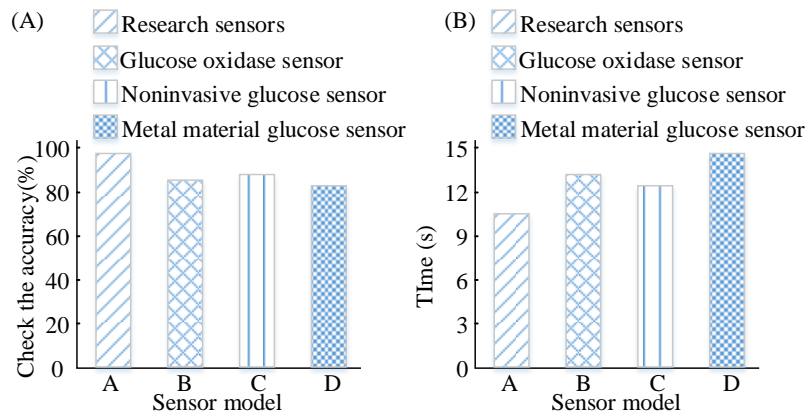 (A)
Research sensors
Glucose oxidase sensor
Noninvasive glucose sensor
Metal material glucose sensor
Check the accuracy(%)
100
80
60
40
20
0
A B C D
Sensor model
(B)
Research sensors
Glucose oxidase sensor
Noninvasive glucose sensor
Metal material glucose sensor
TIme (s)
15
12
9
6
3
0
A B C D
Sensor model